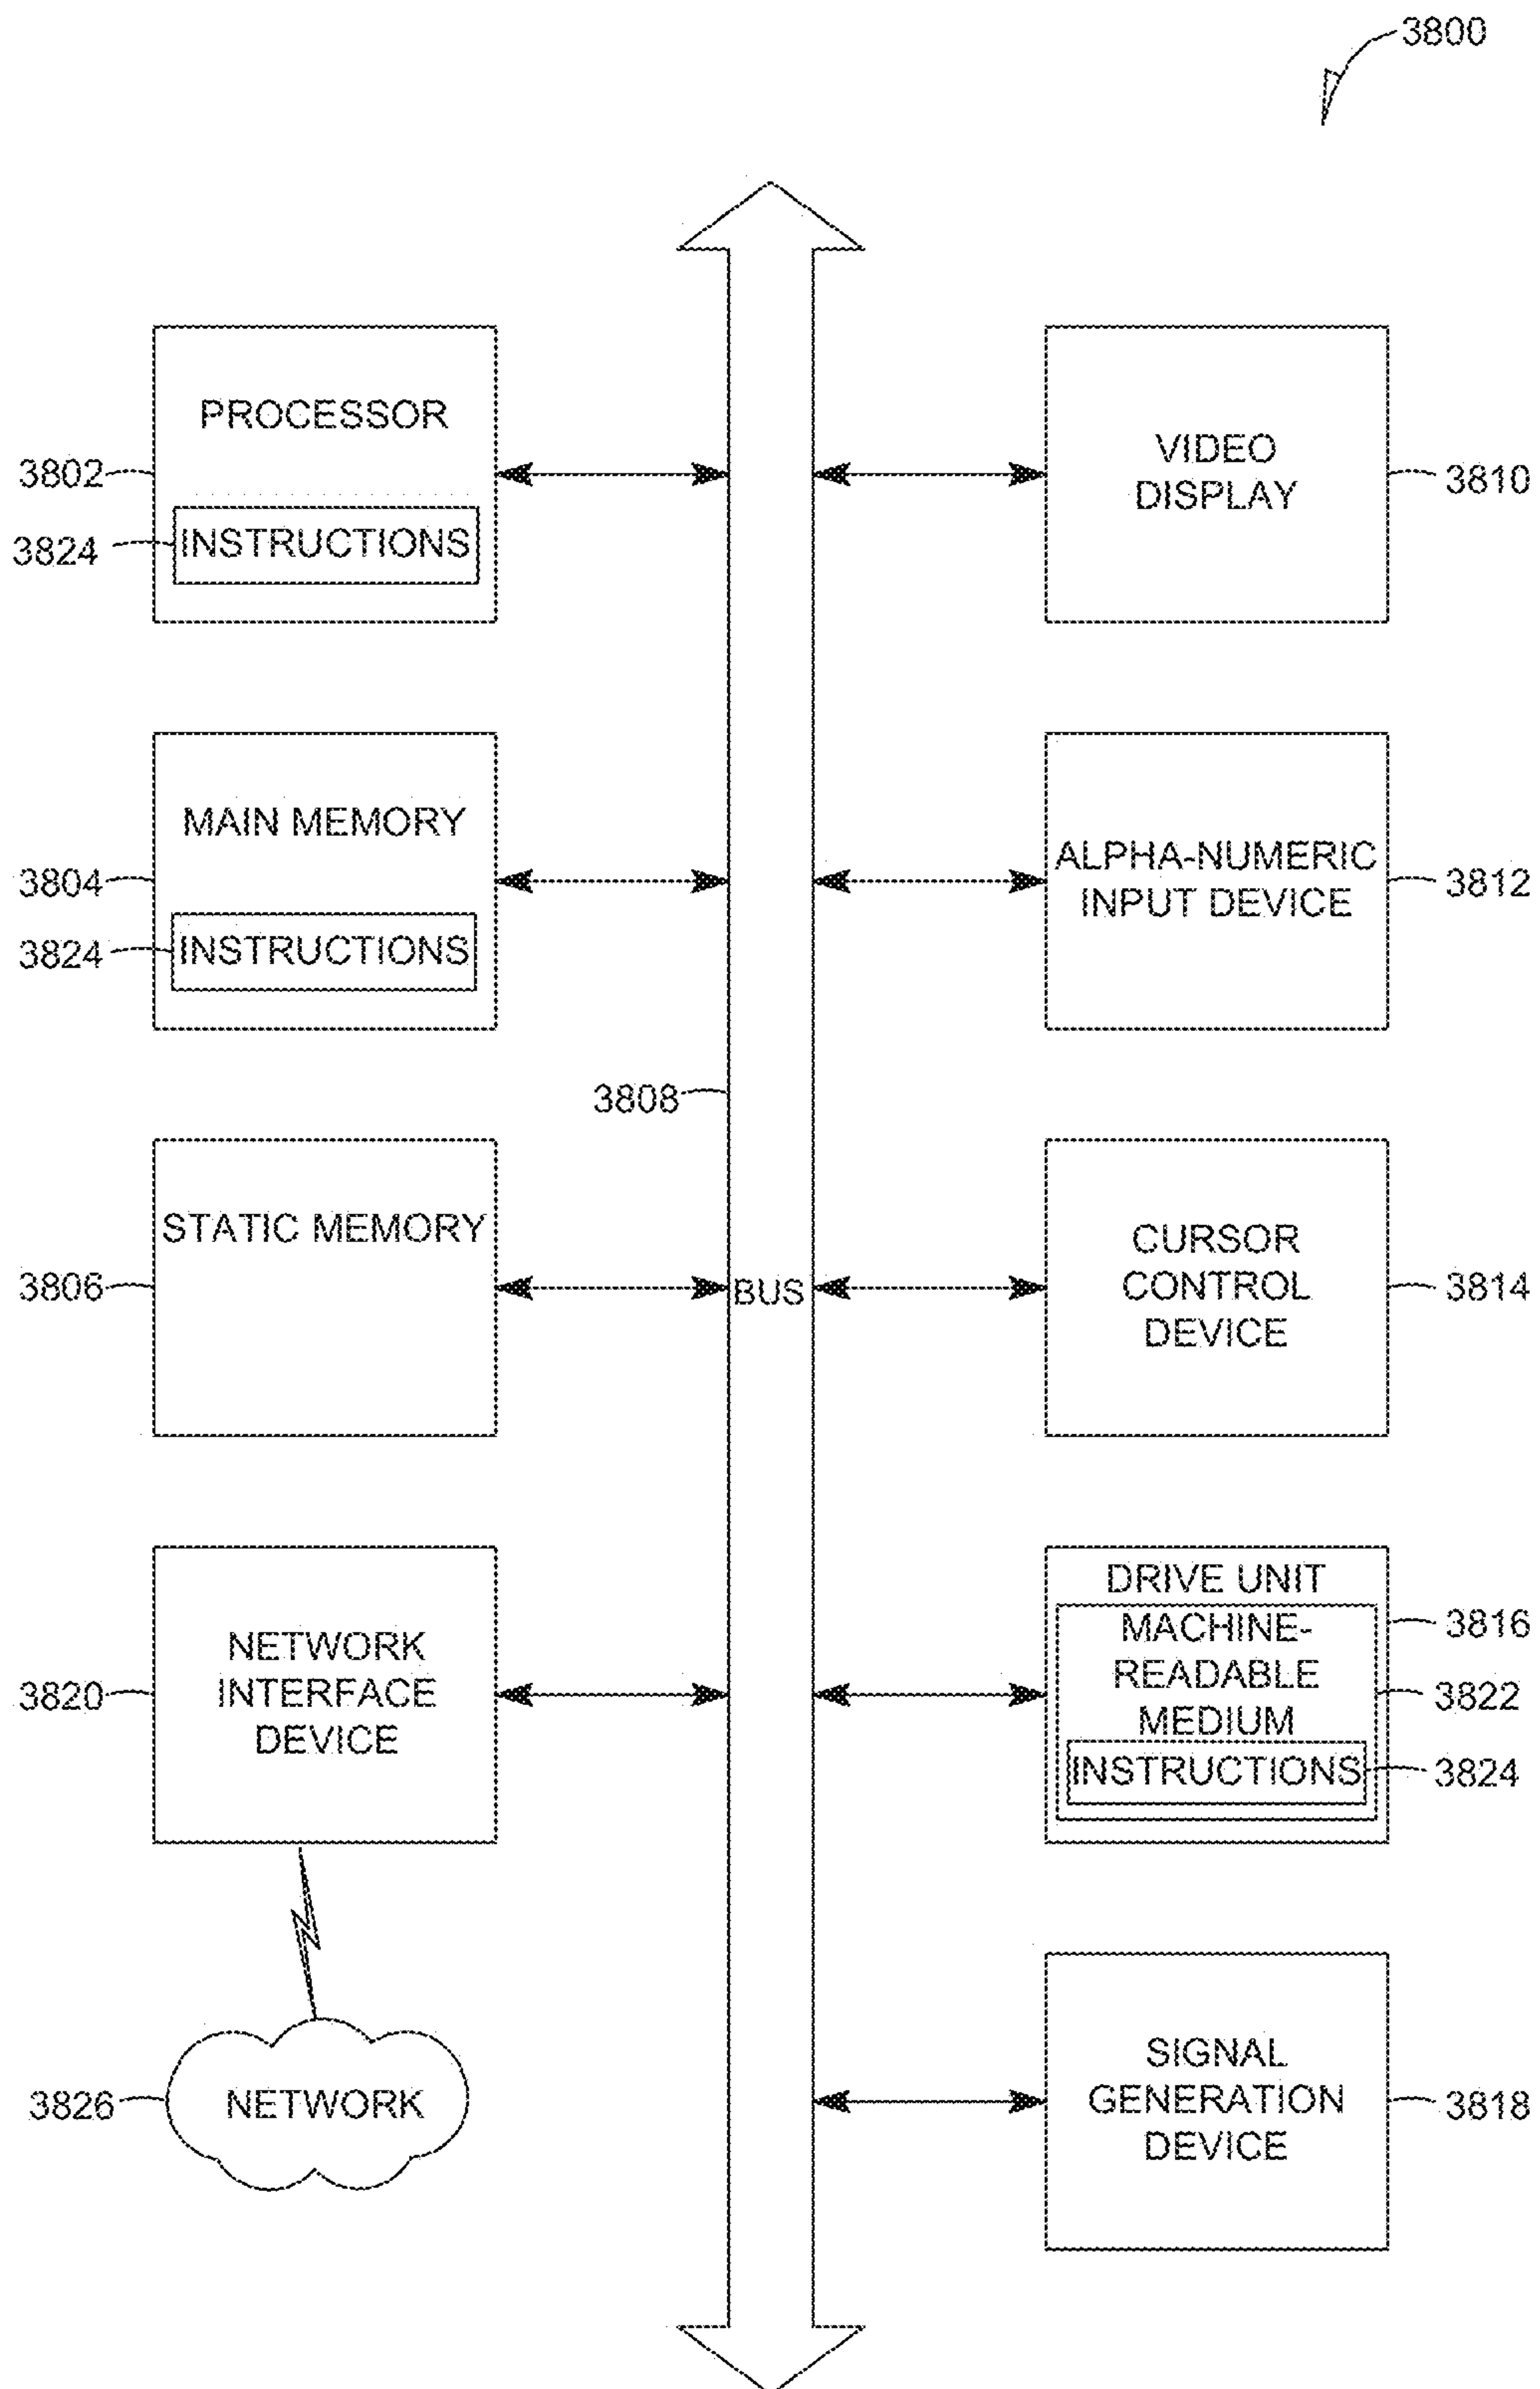 3800
PROCESSOR
3802
INSTRUCTIONS
3824
VIDEO
DISPLAY
3810
MAIN MEMORY
3804
INSTRUCTIONS
3824
ALPHA-NUMERIC
INPUT DEVICE
3812
3808
BUS
STATIC MEMORY
3806
CURSOR
CONTROL
DEVICE
3814
NETWORK
INTERFACE
DEVICE
3820
DRIVE UNIT
3816
MACHINE-
READABLE
MEDIUM
3822
INSTRUCTIONS
3824
NETWORK
3826
SIGNAL
GENERATION
DEVICE
3818